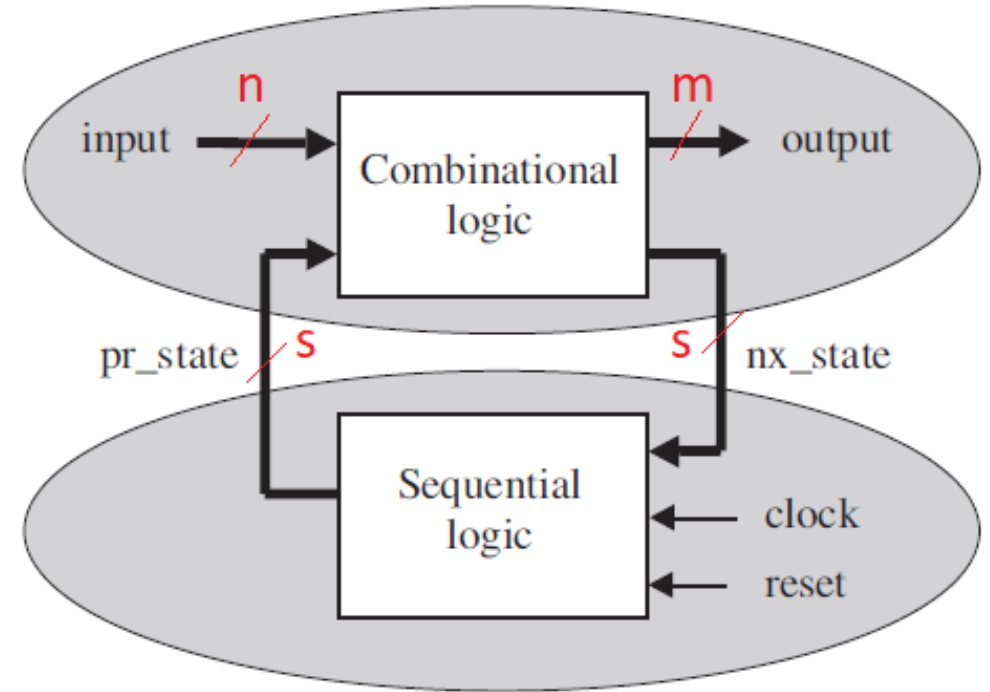 n
m
input
output
Combinational
logic
pr_state
s
s
nx_state
Sequential
logic
clock
reset